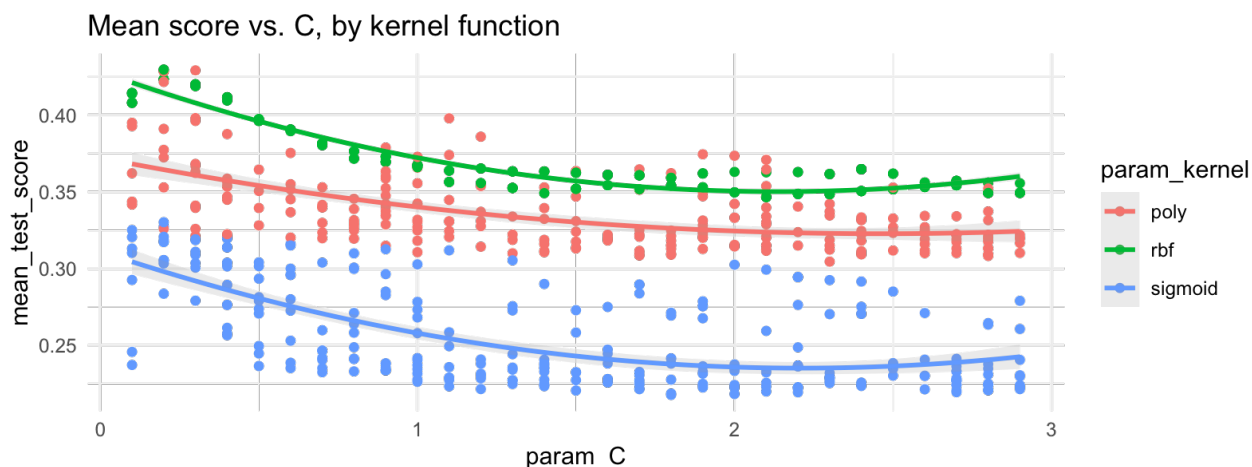 Mean score vs. C, by kernel function
mean_test_score
0.40
0.35
0.30
0.25
0
1
2
3
param_C
param_kernel
poly
rbf
sigmoid